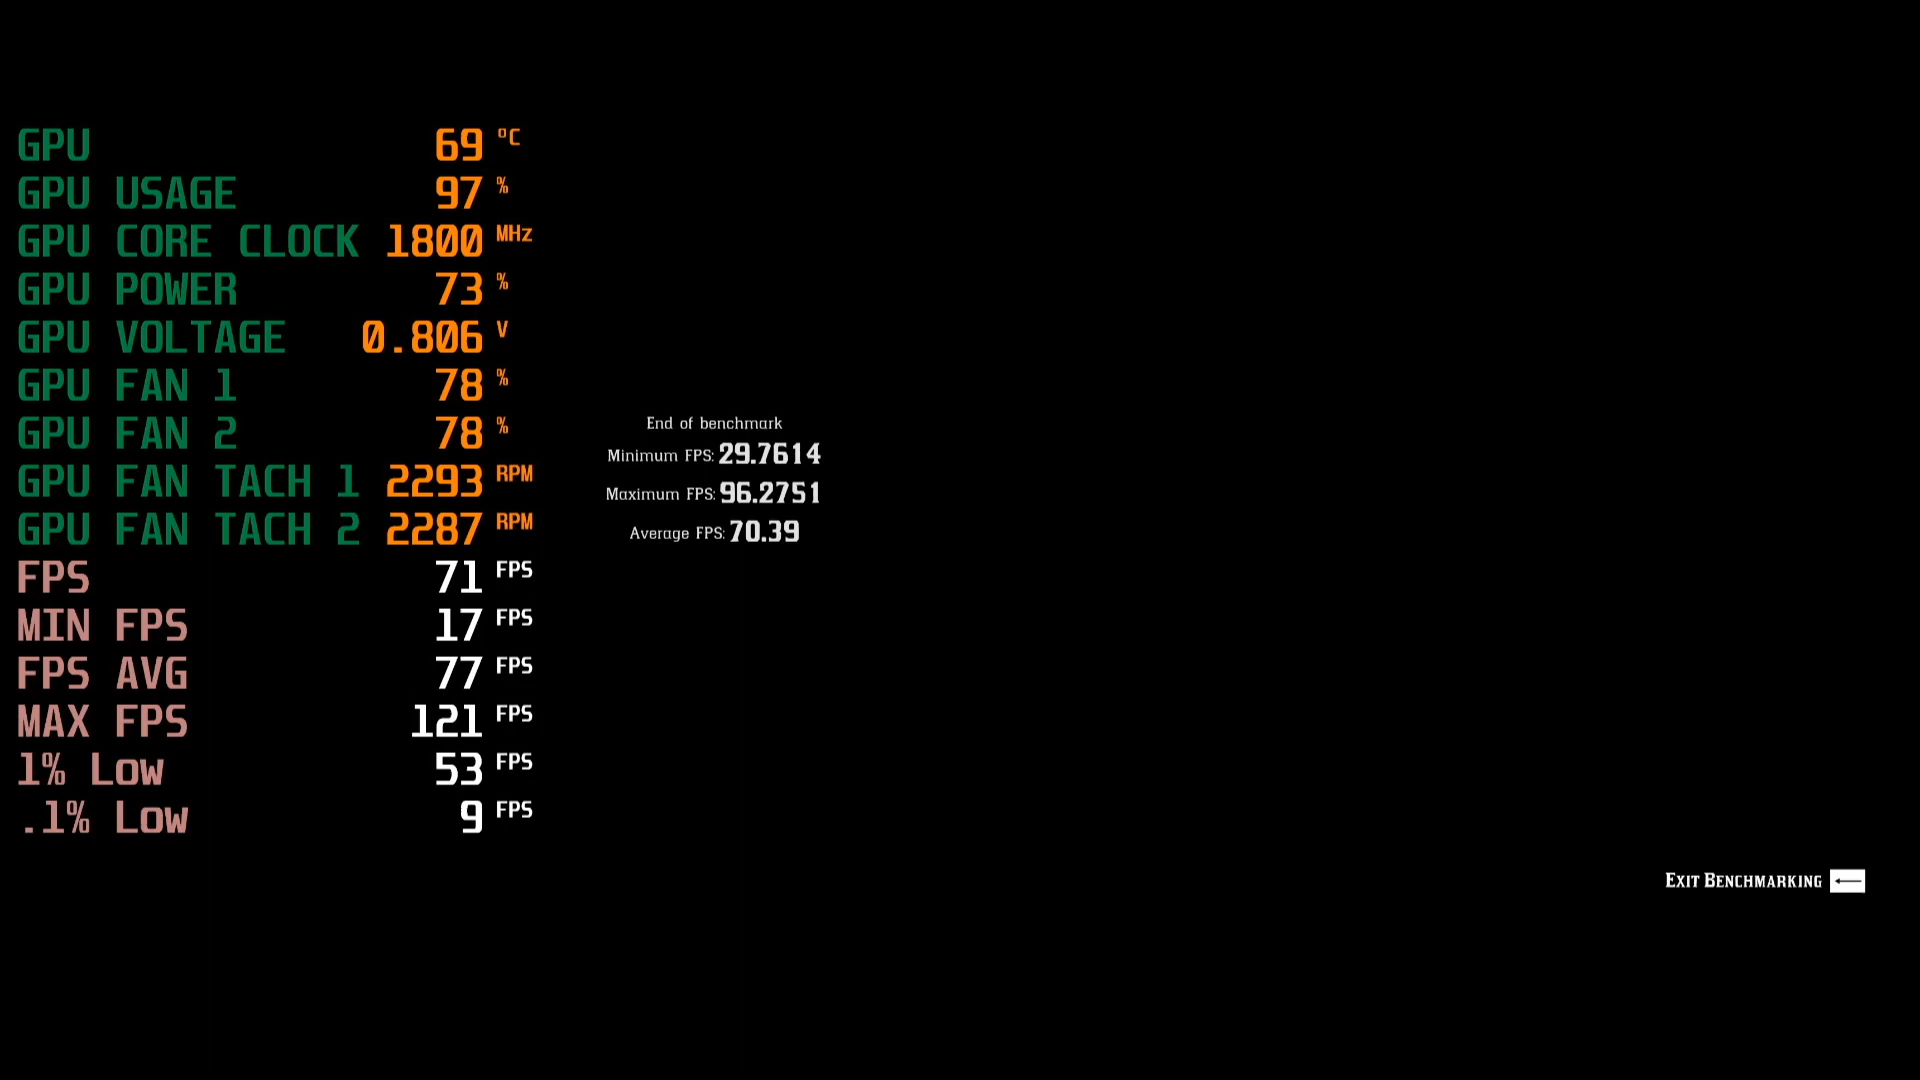 GPU 69 °C
GPU USAGE 97 %
GPU CORE CLOCK 1800 MHz
GPU POWER 73 %
GPU VOLTAGE 0.806 V
GPU FAN 1 78 %
GPU FAN 2 78 %
GPU FAN TACH 1 2293 RPM
GPU FAN TACH 2 2287 RPM
FPS 71 FPS
MIN FPS 17 FPS
FPS AVG 77 FPS
MAX FPS 121 FPS
1% Low 53 FPS
.1% Low 9 FPS
End of benchmark
Minimum FPS: 29.7614
Maximum FPS: 96.2751
Average FPS: 70.39
EXIT BENCHMARKING